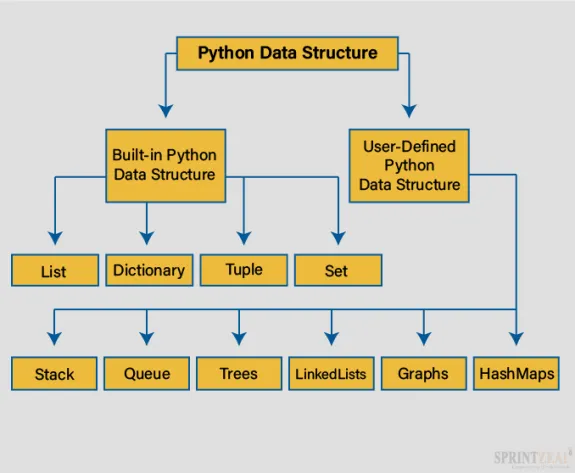 Python Data Structure
Built-in Python
Data Structure
User-Defined
Python
Data Structure
List
Dictionary
Tuple
Set
Stack
Queue
Trees
LinkedLists
Graphs
HashMaps
SPRINTZEAL